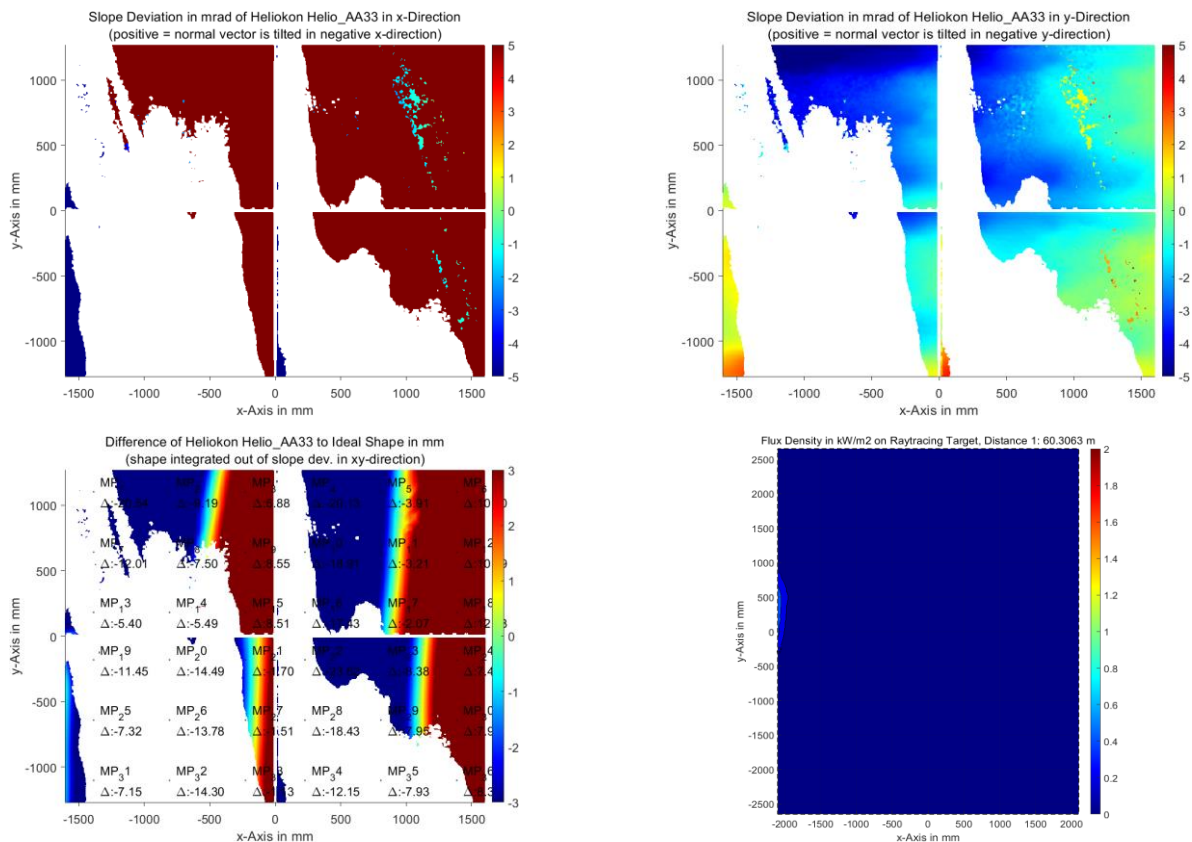 Slope Deviation in mrad of Heliokon Helio_AA33 in x-Direction
(positive = normal vector is tilted in negative x-direction)
y-Axis in mm
1000
500
0
-500
-1000
-1500 -1000 -500 0 500 1000 1500
x-Axis in mm
5
4
3
2
1
0
-1
-2
-3
-4
-5
Slope Deviation in mrad of Heliokon Helio_AA33 in y-Direction
(positive = normal vector is tilted in negative y-direction)
y-Axis in mm
1000
500
0
-500
-1000
-1500 -1000 -500 0 500 1000 1500
x-Axis in mm
5
4
3
2
1
0
-1
-2
-3
-4
-5
Difference of Heliokon Helio_AA33 to Ideal Shape in mm
(shape integrated out of slope dev. in xy-direction)
y-Axis in mm
1000
500
0
-500
-1000
MP5
Δ:-3.91
Δ:-12.01 Δ:-7.50
MP13 MP14
Δ:-5.40 Δ:-5.49 Δ:-2.07
MP19 MP20
Δ:-11.45 Δ:-14.49
MP25 MP26 MP28
Δ:-7.32 Δ:-13.78 Δ:-18.43 Δ:-7.95
MP31 MP32 MP34 MP35
Δ:-7.15 Δ:-14.30 Δ:-12.15 Δ:-7.93
-1500 -1000 -500 0 500 1000 1500
x-Axis in mm
3
2
1
-1
-2
-3
Flux Density in kW/m2 on Raytracing Target, Distance 1: 60.3063 m
y-Axis in mm
2500
2000
1500
1000
500
0
-500
-1000
-1500
-2000
-2500
-2000 -1500 -1000 -500 0 500 1000 1500 2000
x-Axis in mm
2
1.8
1.6
1.4
1.2
1
0.8
0.6
0.4
0.2
0